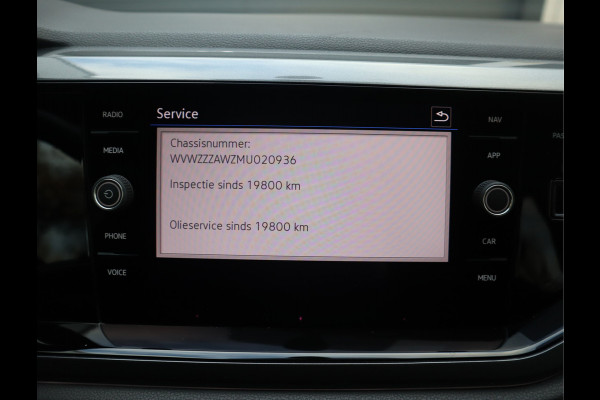 RADIO
Service
NAV
MEDIA
Chassisnummer:
WVWZZZAWZMU020936
APP
Inspectie sinds 19800 km
PHONE
Olieservice sinds 19800 km
CAR
VOICE
MENU